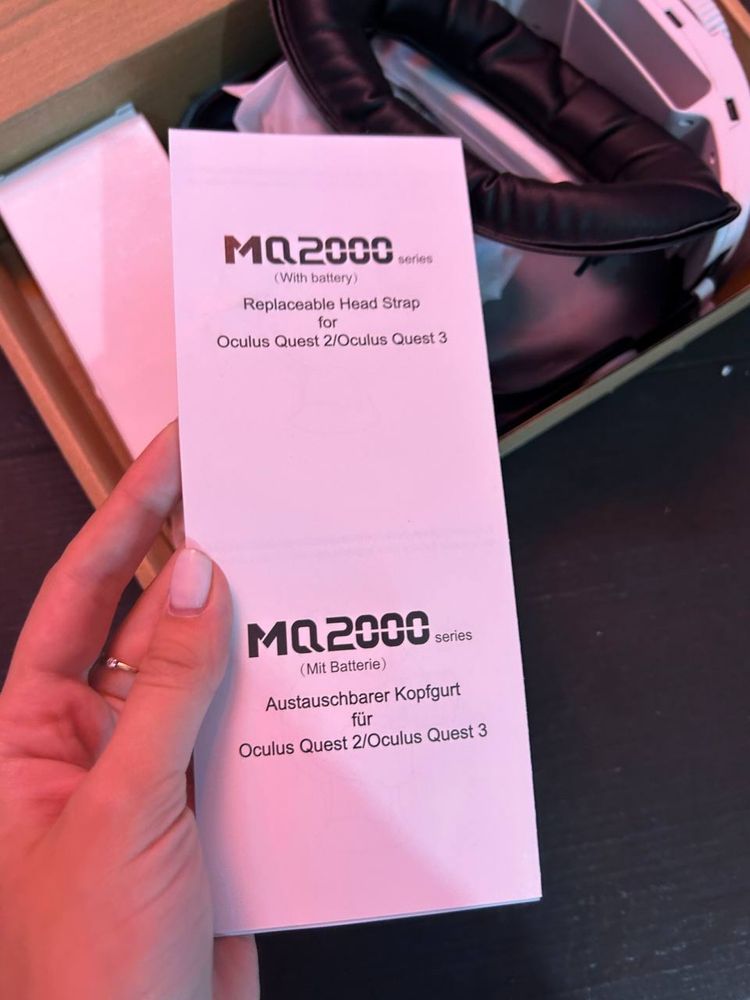 MQ2000 series
（With battery）
Replaceable Head Strap
for
Oculus Quest 2/Oculus Quest 3
MQ2000 series
（Mit Batterie）
Austauschbarer Kopfgurt
für
Oculus Quest 2/Oculus Quest 3